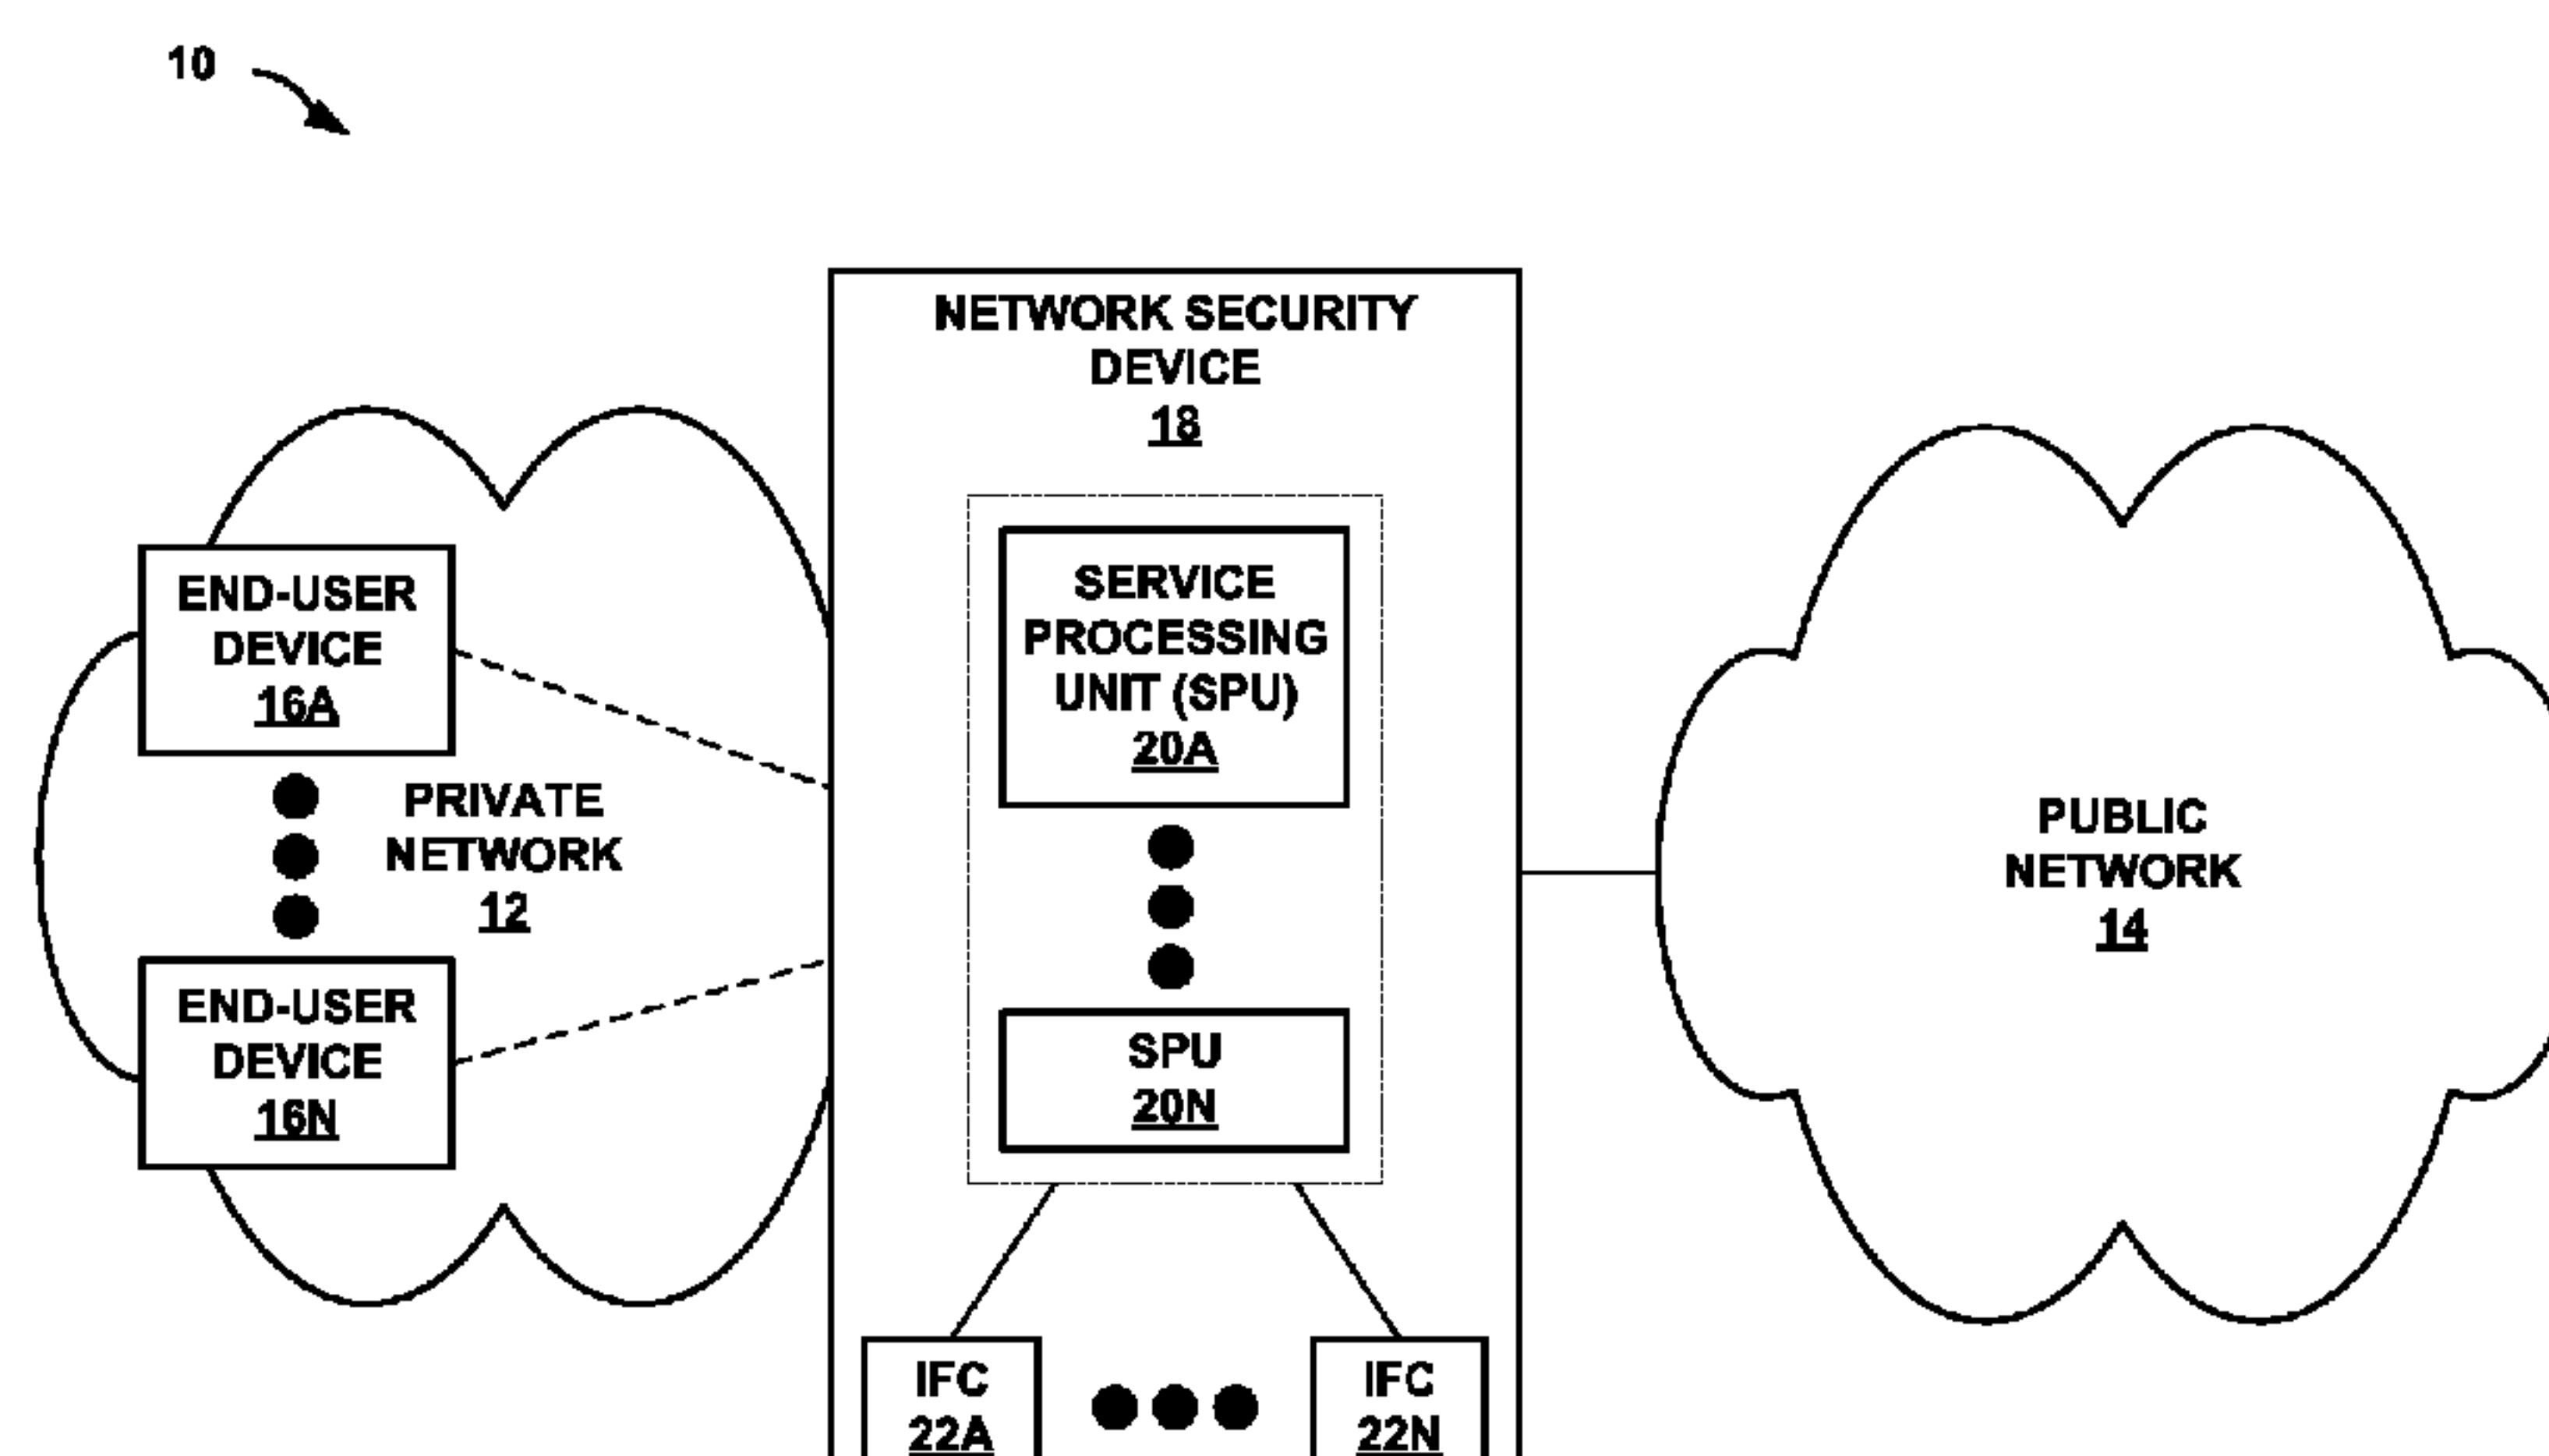 10
NETWORK SECURITY
DEVICE
18
END-USER
DEVICE
16A
PRIVATE
NETWORK
12
END-USER
DEVICE
16N
SERVICE
PROCESSING
UNIT (SPU)
20A
SPU
20N
IFC
22A
IFC
22N
PUBLIC
NETWORK
14